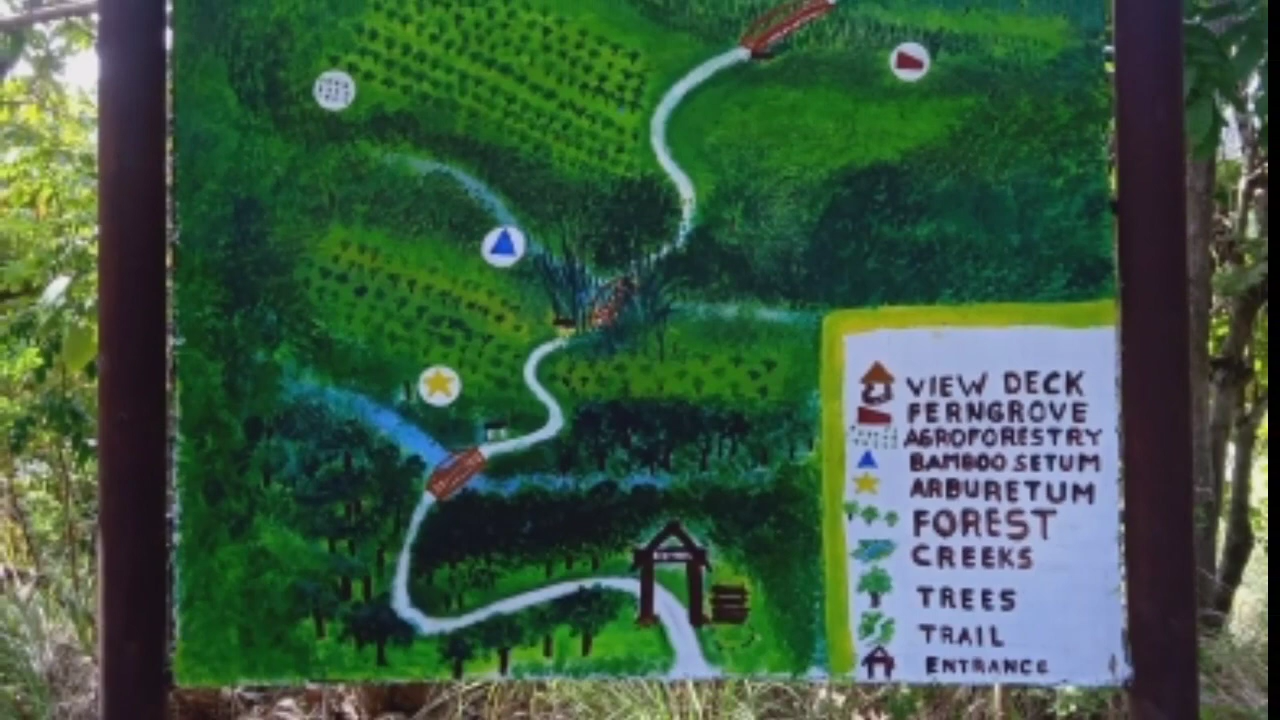 VIEW DECK
FERNGROVE
AGROFORESTRY
BAMBOO SETUM
ARBURETUM
FOREST
CREEKS
TREES
TRAIL
ENTRANCE